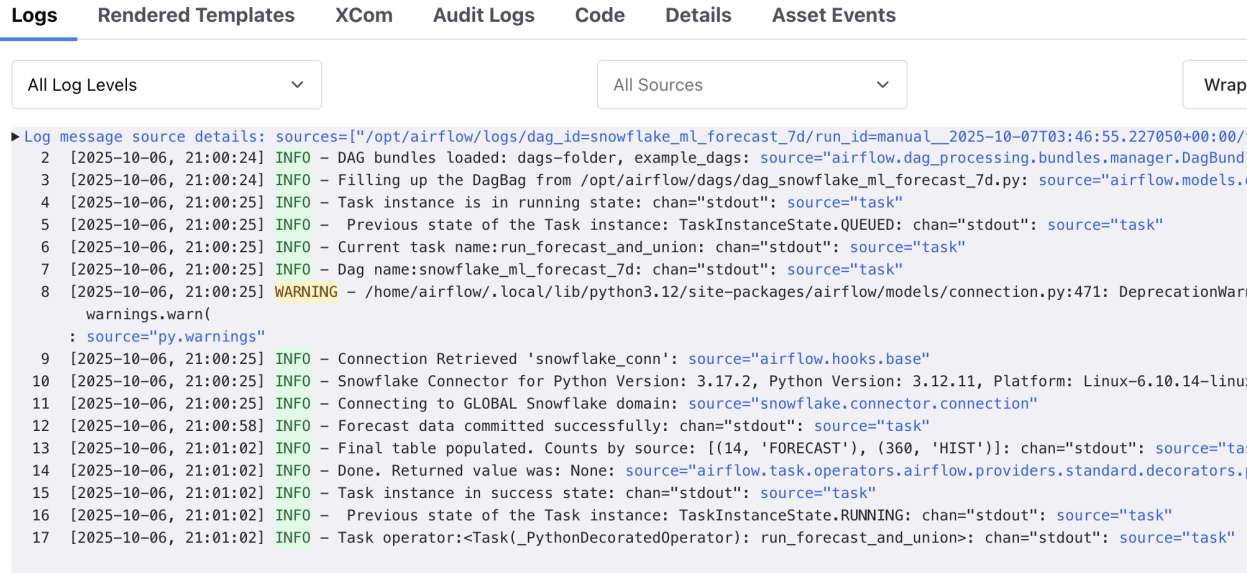 Logs Rendered Templates XCom Audit Logs Code Details Asset Events
All Log Levels All Sources Wrap
Log message source details: sources=["/opt/airflow/logs/dag_id=snowflake_ml_forecast_7d/run_id=manual__2025-10-07T03:46:55.227050+00:00/
2 [2025-10-06, 21:00:24] INFO - DAG bundles loaded: dags-folder, example_dags: source="airflow.dag_processing.bundles.manager.DagBund
3 [2025-10-06, 21:00:24] INFO - Filling up the DagBag from /opt/airflow/dags/dag_snowflake_ml_forecast_7d.py: source="airflow.models.
4 [2025-10-06, 21:00:25] INFO - Task instance is in running state: chan="stdout": source="task"
5 [2025-10-06, 21:00:25] INFO -  Previous state of the Task instance: TaskInstanceState.QUEUED: chan="stdout": source="task"
6 [2025-10-06, 21:00:25] INFO - Current task name:run_forecast_and_union: chan="stdout": source="task"
7 [2025-10-06, 21:00:25] INFO - Dag name:snowflake_ml_forecast_7d: chan="stdout": source="task"
8 [2025-10-06, 21:00:25] WARNING - /home/airflow/.local/lib/python3.12/site-packages/airflow/models/connection.py:471: DeprecationWar
warnings.warn(
: source="py.warnings"
9 [2025-10-06, 21:00:25] INFO - Connection Retrieved 'snowflake_conn': source="airflow.hooks.base"
10 [2025-10-06, 21:00:25] INFO - Snowflake Connector for Python Version: 3.17.2, Python Version: 3.12.11, Platform: Linux-6.10.14-linu
11 [2025-10-06, 21:00:25] INFO - Connecting to GLOBAL Snowflake domain: source="snowflake.connector.connection"
12 [2025-10-06, 21:00:58] INFO - Forecast data committed successfully: chan="stdout": source="task"
13 [2025-10-06, 21:01:02] INFO - Final table populated. Counts by source: [(14, 'FORECAST'), (360, 'HIST')]: chan="stdout": source="ta
14 [2025-10-06, 21:01:02] INFO - Done. Returned value was: None: source="airflow.task.operators.airflow.providers.standard.decorators.
15 [2025-10-06, 21:01:02] INFO - Task instance in success state: chan="stdout": source="task"
16 [2025-10-06, 21:01:02] INFO -  Previous state of the Task instance: TaskInstanceState.RUNNING: chan="stdout": source="task"
17 [2025-10-06, 21:01:02] INFO - Task operator:<Task(_PythonDecoratedOperator): run_forecast_and_union>: chan="stdout": source="task"